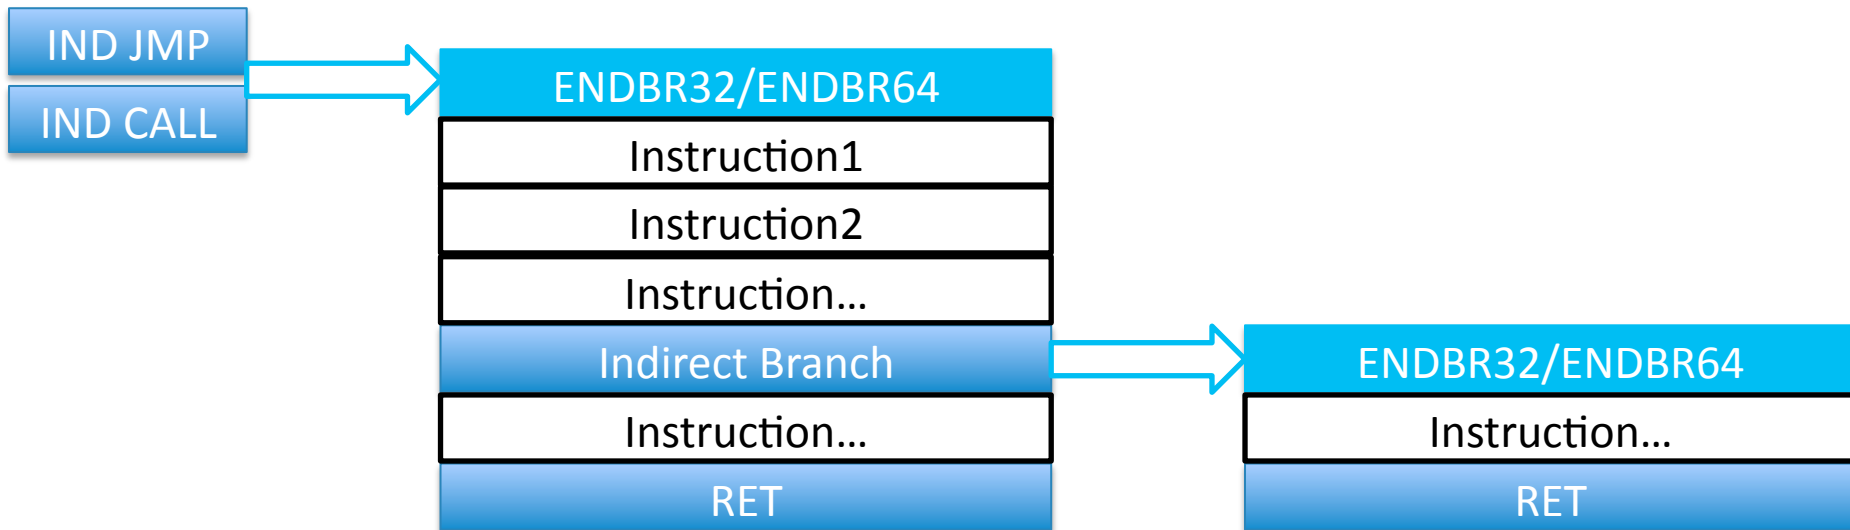 IND JMP
IND CALL
ENDBR32/ENDBR64
Instruction1
Instruction2
Instruction...
Indirect Branch
Instruction...
RET
ENDBR32/ENDBR64
Instruction...
RET